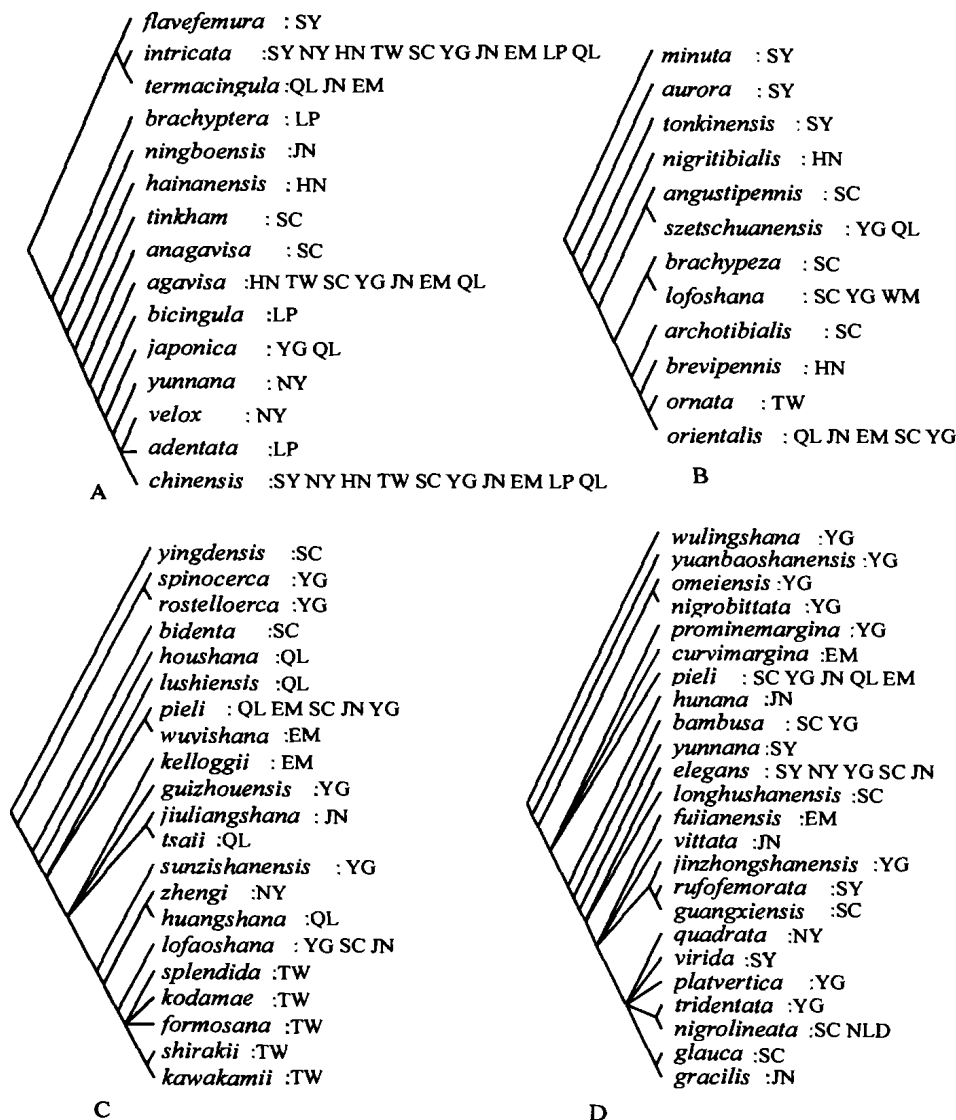 flavefemura : SY
intricata :SY NY HN TW SC YG JN EM LP QL
termacingula :QL JN EM
brachyptera : LP
ningboensis :JN
hainanensis : HN
tinkham : SC
anagavisa : SC
agavisa :HN TW SC YG JN EM QL
bicingula :LP
japonica : YG QL
yunnana : NY
velox : NY
adentata :LP
chinensis :SY NY HN TW SC YG JN EM LP QL
A
minuta : SY
aurora : SY
tonkinensis : SY
nigritibialis : HN
angustipennis : SC
szetschuanensis : YG QL
brachypeza : SC
lofoshana : SC YG WM
archotibialis : SC
brevipennis : HN
ornata : TW
orientalis : QL JN EM SC YG
B
yingdensis :SC
spinocerca :YG
rostelloerca :YG
bidenta :SC
houshana :QL
lushiensis :QL
pieli : QL EM SC JN YG
wuyishana :EM
kelloggii : EM
guizhouensis :YG
jiuliangshana : JN
tsaii :QL
sunzishanensis : YG
zhengi :NY
huangshana :QL
lofaoshana : YG SC JN
splendida :TW
kodamae :TW
formosana :TW
shirakii :TW
kawakamii :TW
C
wulingshana :YG
yuanbaoshanensis :YG
omeiensis :YG
nigrobittata :YG
prominemargina :YG
curvimargina :EM
pieli : SC YG JN QL EM
hunana :JN
bambusa : SC YG
yunnana :SY
elegans : SY NY YG SC JN
longhushanensis :SC
fuiianensis :EM
vittata :JN
jinzhongshanensis :YG
rufofemorata :SY
guangxiensis :SC
quadrata :NY
virida :SY
platvertica :YG
tridentata :YG
nigrolineata :SC NLD
glauca :SC
gracilis :JN
D